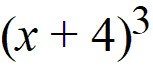 (x + 4)³